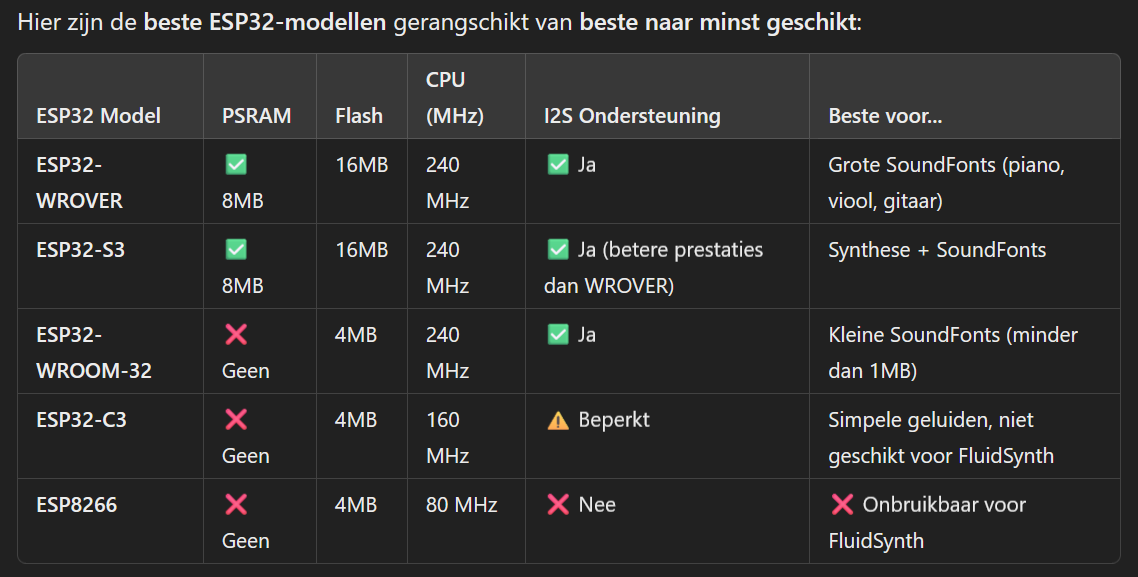 Hier zijn de beste ESP32-modellen gerangschikt van beste naar minst geschikt:
CPU
ESP32 Model PSRAM Flash (MHz) I2S Ondersteuning Beste voor...
ESP32- ✅ 16MB 240 ✅ Ja Grote SoundFonts (piano,
WROVER 8MB MHz viool, gitaar)
ESP32-S3 ✅ 16MB 240 ✅ Ja (betere prestaties Synthese + SoundFonts
8MB MHz dan WROVER)
ESP32- ❌ 4MB 240 ✅ Ja Kleine SoundFonts (minder
WROOM-32 Geen MHz dan 1MB)
ESP32-C3 ❌ 4MB 160 ⚠️ Beperkt Simpele geluiden, niet
Geen MHz geschikt voor FluidSynth
ESP8266 ❌ 4MB 80 MHz ❌ Nee ❌ Onbruikbaar voor
Geen FluidSynth